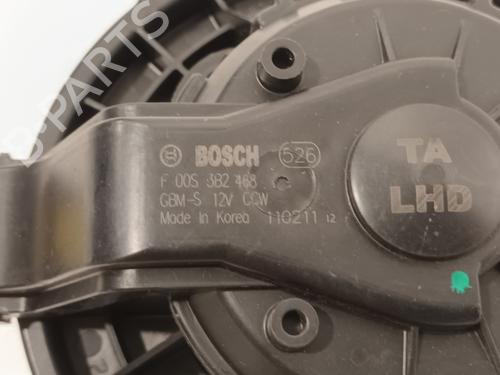 B-PARTS
BOSCH 526
F 00S 3B2 468
GBM-S 12V CCW
Made In Korea 110211 12
TA
LHD